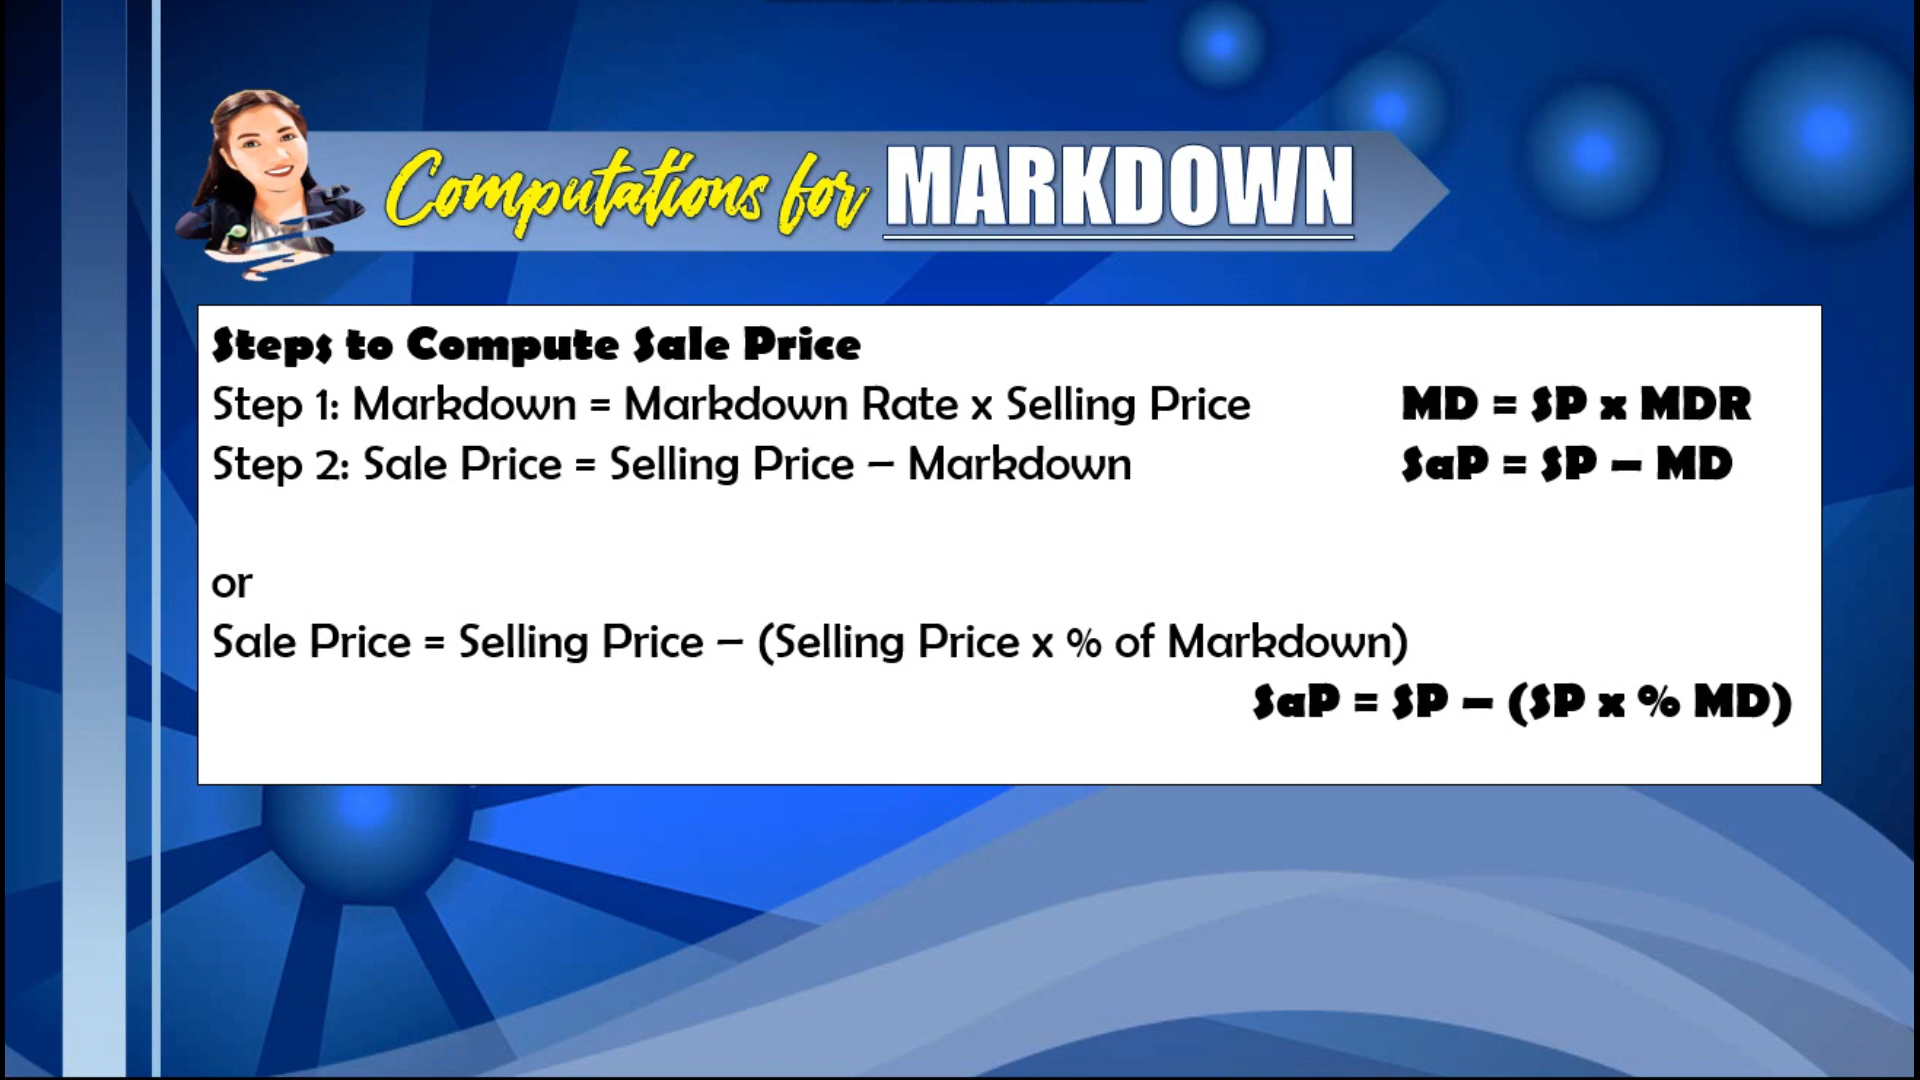 Computations for MARKDOWN
Steps to Compute Sale Price
Step 1: Markdown = Markdown Rate x Selling Price MD = SP x MDR
Step 2: Sale Price = Selling Price – Markdown SaP = SP – MD
or
Sale Price = Selling Price – (Selling Price x % of Markdown)
SaP = SP – (SP x % MD)